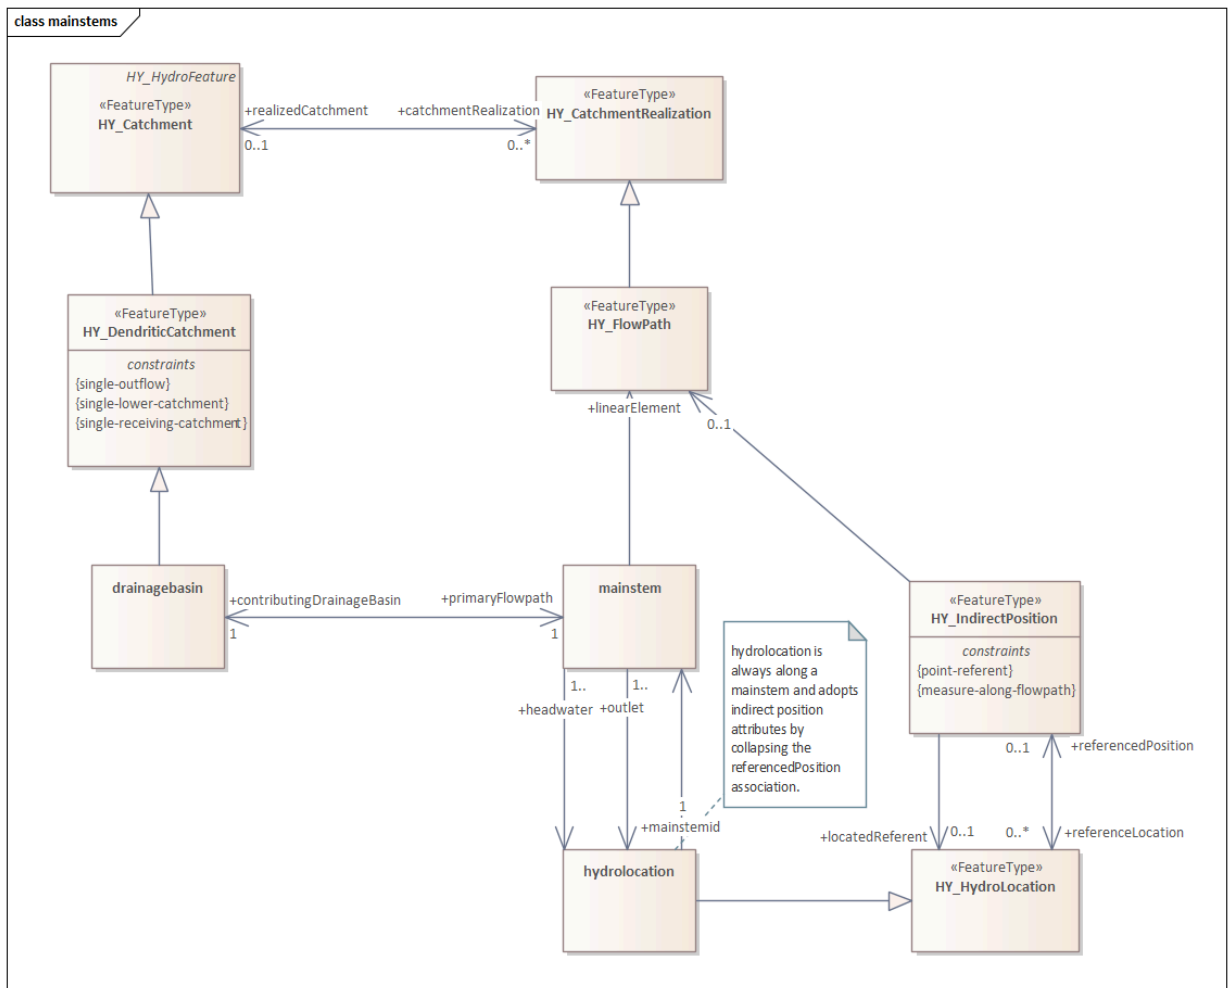 class mainstems
HY_HydroFeature
«FeatureType»
HY_Catchment
+realizedCatchment
0..1
+catchmentRealization
0..*
«FeatureType»
HY_CatchmentRealization
«FeatureType»
HY_DendriticCatchment
constraints
{single-outflow}
{single-lower-catchment}
{single-receiving-catchment}
«FeatureType»
HY_FlowPath
+linearElement
0..1
drainagebasin
+contributingDrainageBasin
1
+primaryFlowpath
1
mainstem
«FeatureType»
HY_IndirectPosition
constraints
{point-referent}
{measure-along-flowpath}
hydrolocation is
always along a
mainstem and adopts
indirect position
attributes by
collapsing the
referencedPosition
association.
1..
+headwater
1..
+outlet
1
+mainstemid
0..1
+referencedPosition
+locatedReferent
0..1
0..*
+referenceLocation
hydrolocation
«FeatureType»
HY_HydroLocation